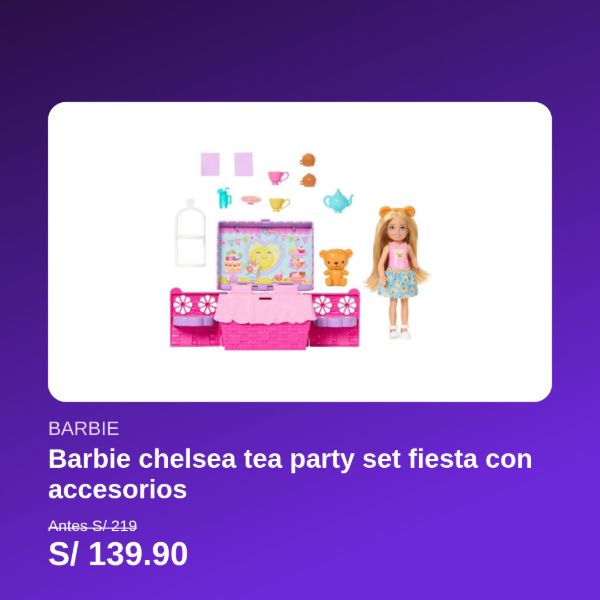 BARBIE
Barbie chelsea tea party set fiesta con
accesorios
Antes S/ 219
S/ 139.90